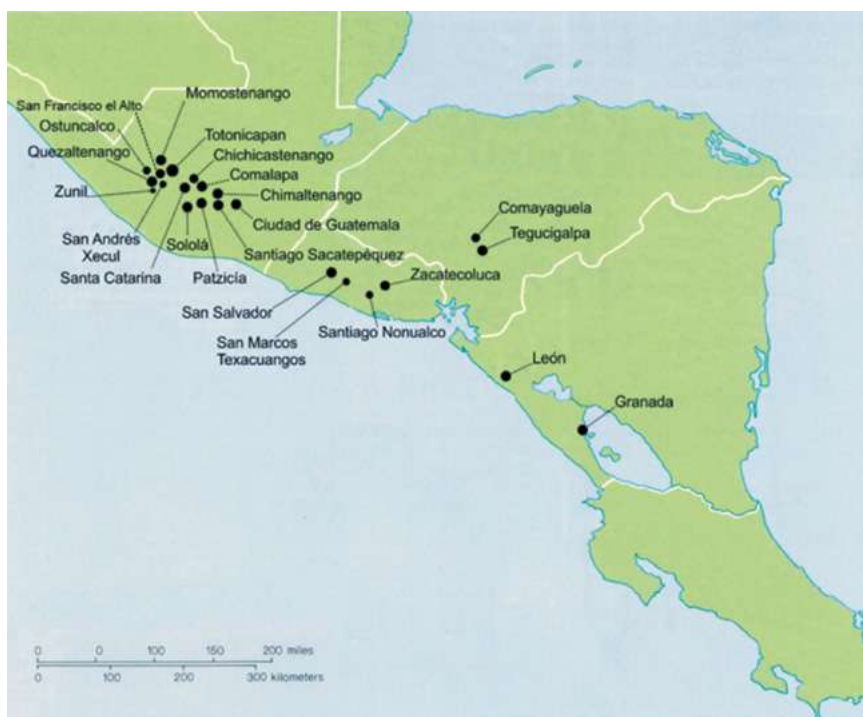 Momostenango
San Francisco el Alto
Ostuncalco
Totonicapan
Quezaltenango
Chichicastenango
Comalapa
Zunil
Chimaltenango
Ciudad de Guatemala
San Andrés
Xecul
Sololá
Santiago Sacatepéquez
Santa Catarina
Patzicía
Comayaguela
Tegucigalpa
Zacatecoluca
San Salvador
Santiago Nonualco
San Marcos
Texacuangos
León
Granada
0 0 100 200 miles
0 100 200 300 kilometers